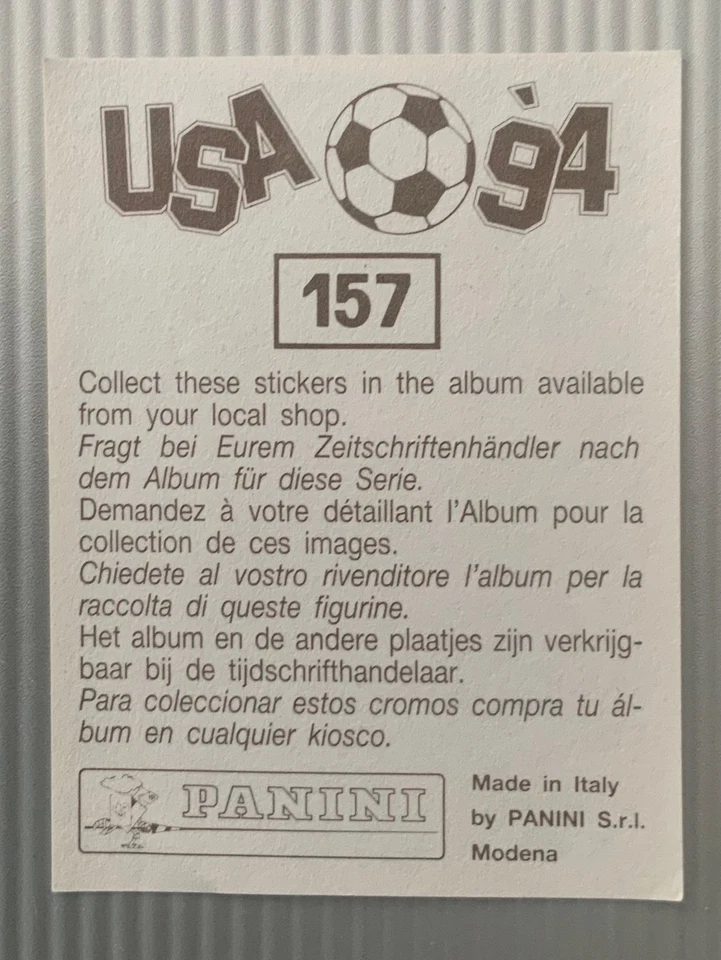 USA '94
157
Collect these stickers in the album available
from your local shop.
Fragt bei Eurem Zeitschriftenhändler nach
dem Album für diese Serie.
Demandez à votre détaillant l'Album pour la
collection de ces images.
Chiedete al vostro rivenditore l'album per la
raccolta di queste figurine.
Het album en de andere plaatjes zijn verkrijg-
baar bij de tijdschrifthandelaar.
Para coleccionar estos cromos compra tu ál-
bum en cualquier kiosco.
PANINI
Made in Italy
by PANINI S.r.l.
Modena